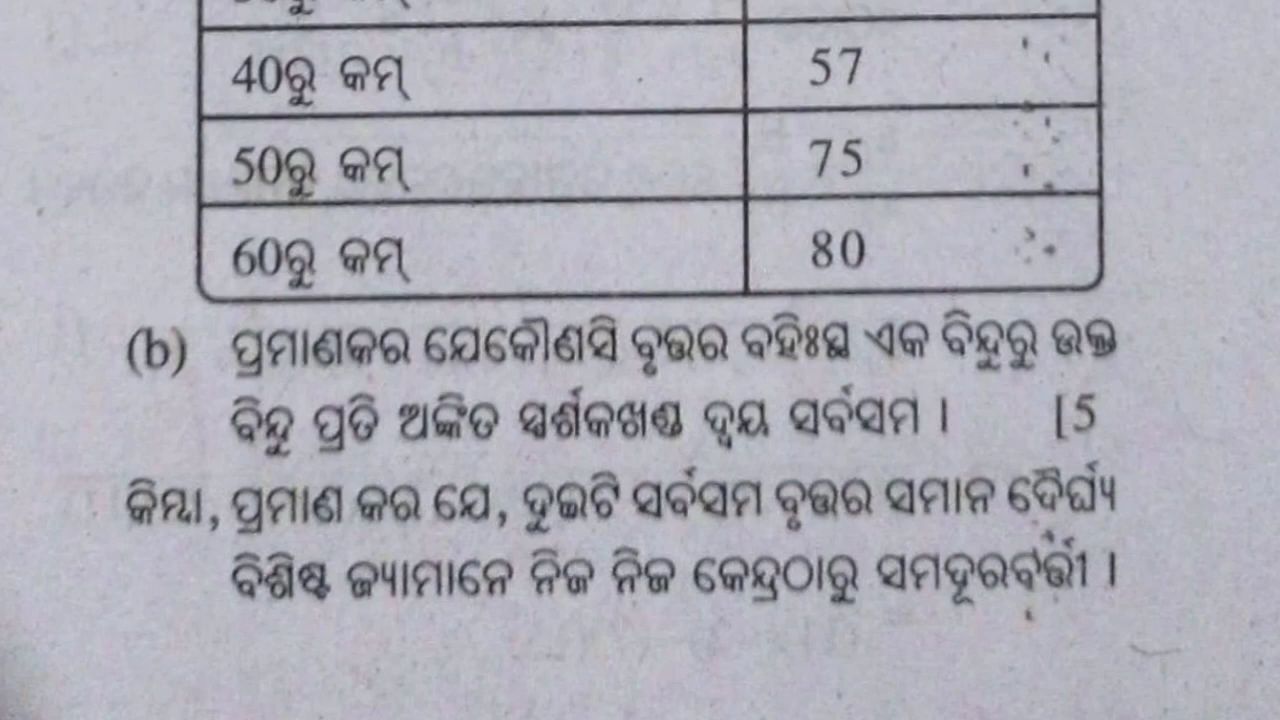 40ରୁ କମ୍ 57
50ରୁ କମ୍ 75
60ରୁ କମ୍ 80
(b) ପ୍ରମାଣକର ଯେକୌଣସି ବୃତ୍ତର ବହିଃସ୍ଥ ଏକ ବିନ୍ଦୁରୁ ଉକ୍ତ
ବିନ୍ଦୁ ପ୍ରତି ଅଙ୍କିତ ସ୍ପର୍ଶକଖଣ୍ଡ ଦ୍ୱୟ ସର୍ବସମ । [5
କିମ୍ବା, ପ୍ରମାଣ କର ଯେ, ଦୁଇଟି ସର୍ବସମ ବୃତ୍ତର ସମାନ ଦୈର୍ଘ୍ୟ
ବିଶିଷ୍ଟ ଜ୍ୟାମାନେ ନିଜ ନିଜ କେନ୍ଦ୍ରଠାରୁ ସମଦୂରବର୍ତ୍ତୀ ।